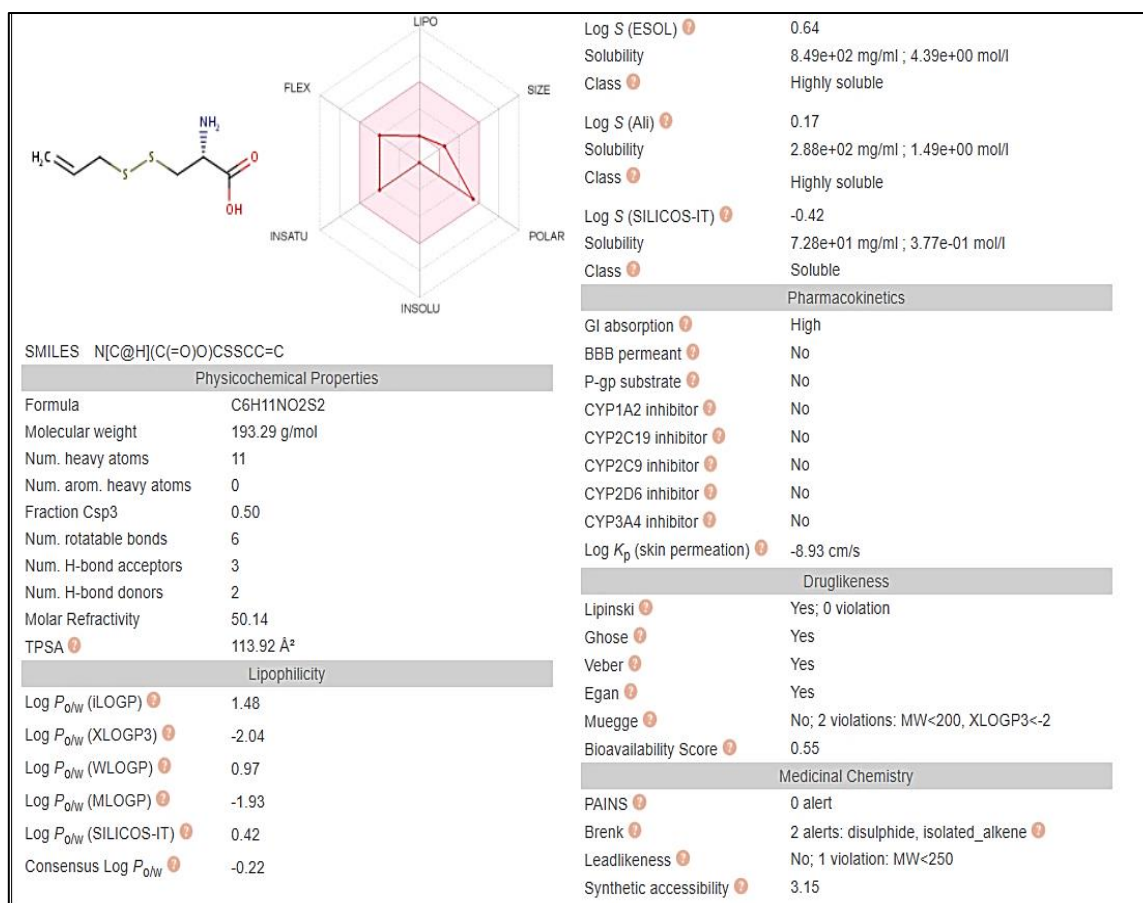 LIPO
FLEX
SIZE
NH2
H2C
S
S
O
OH
INSATU
POLAR
INSOLU
SMILES N[C@H](C(=O)O)CSSCC=C
Physicochemical Properties
Formula C6H11NO2S2
Molecular weight 193.29 g/mol
Num. heavy atoms 11
Num. arom. heavy atoms 0
Fraction Csp3 0.50
Num. rotatable bonds 6
Num. H-bond acceptors 3
Num. H-bond donors 2
Molar Refractivity 50.14
TPSA ? 113.92 Å²
Lipophilicity
Log Po/w (iLOGP) ? 1.48
Log Po/w (XLOGP3) ? -2.04
Log Po/w (WLOGP) ? 0.97
Log Po/w (MLOGP) ? -1.93
Log Po/w (SILICOS-IT) ? 0.42
Consensus Log Po/w ? -0.22
Log S (ESOL) ? 0.64
Solubility 8.49e+02 mg/ml ; 4.39e+00 mol/l
Class ? Highly soluble
Log S (Ali) ? 0.17
Solubility 2.88e+02 mg/ml ; 1.49e+00 mol/l
Class ? Highly soluble
Log S (SILICOS-IT) ? -0.42
Solubility 7.28e+01 mg/ml ; 3.77e-01 mol/l
Class ? Soluble
Pharmacokinetics
GI absorption ? High
BBB permeant ? No
P-gp substrate ? No
CYP1A2 inhibitor ? No
CYP2C19 inhibitor ? No
CYP2C9 inhibitor ? No
CYP2D6 inhibitor ? No
CYP3A4 inhibitor ? No
Log Kp (skin permeation) ? -8.93 cm/s
Druglikeness
Lipinski ? Yes; 0 violation
Ghose ? Yes
Veber ? Yes
Egan ? Yes
Muegge ? No; 2 violations: MW<200, XLOGP3<-2
Bioavailability Score ? 0.55
Medicinal Chemistry
PAINS ? 0 alert
Brenk ? 2 alerts: disulphide, isolated_alkene ?
Leadlikeness ? No; 1 violation: MW<250
Synthetic accessibility ? 3.15